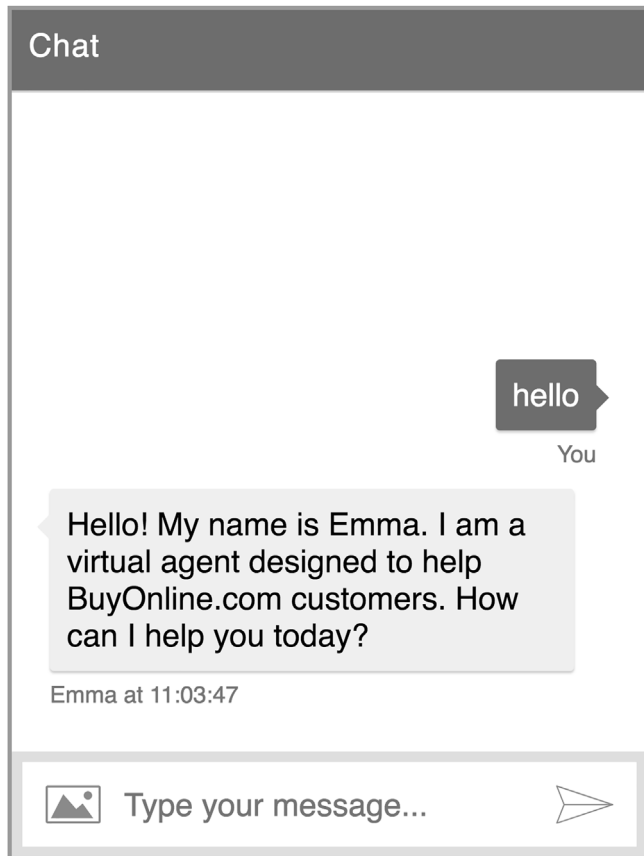 Chat
hello
You
Hello! My name is Emma. I am a
virtual agent designed to help
BuyOnline.com customers. How
can I help you today?
Emma at 11:03:47
Type your message...